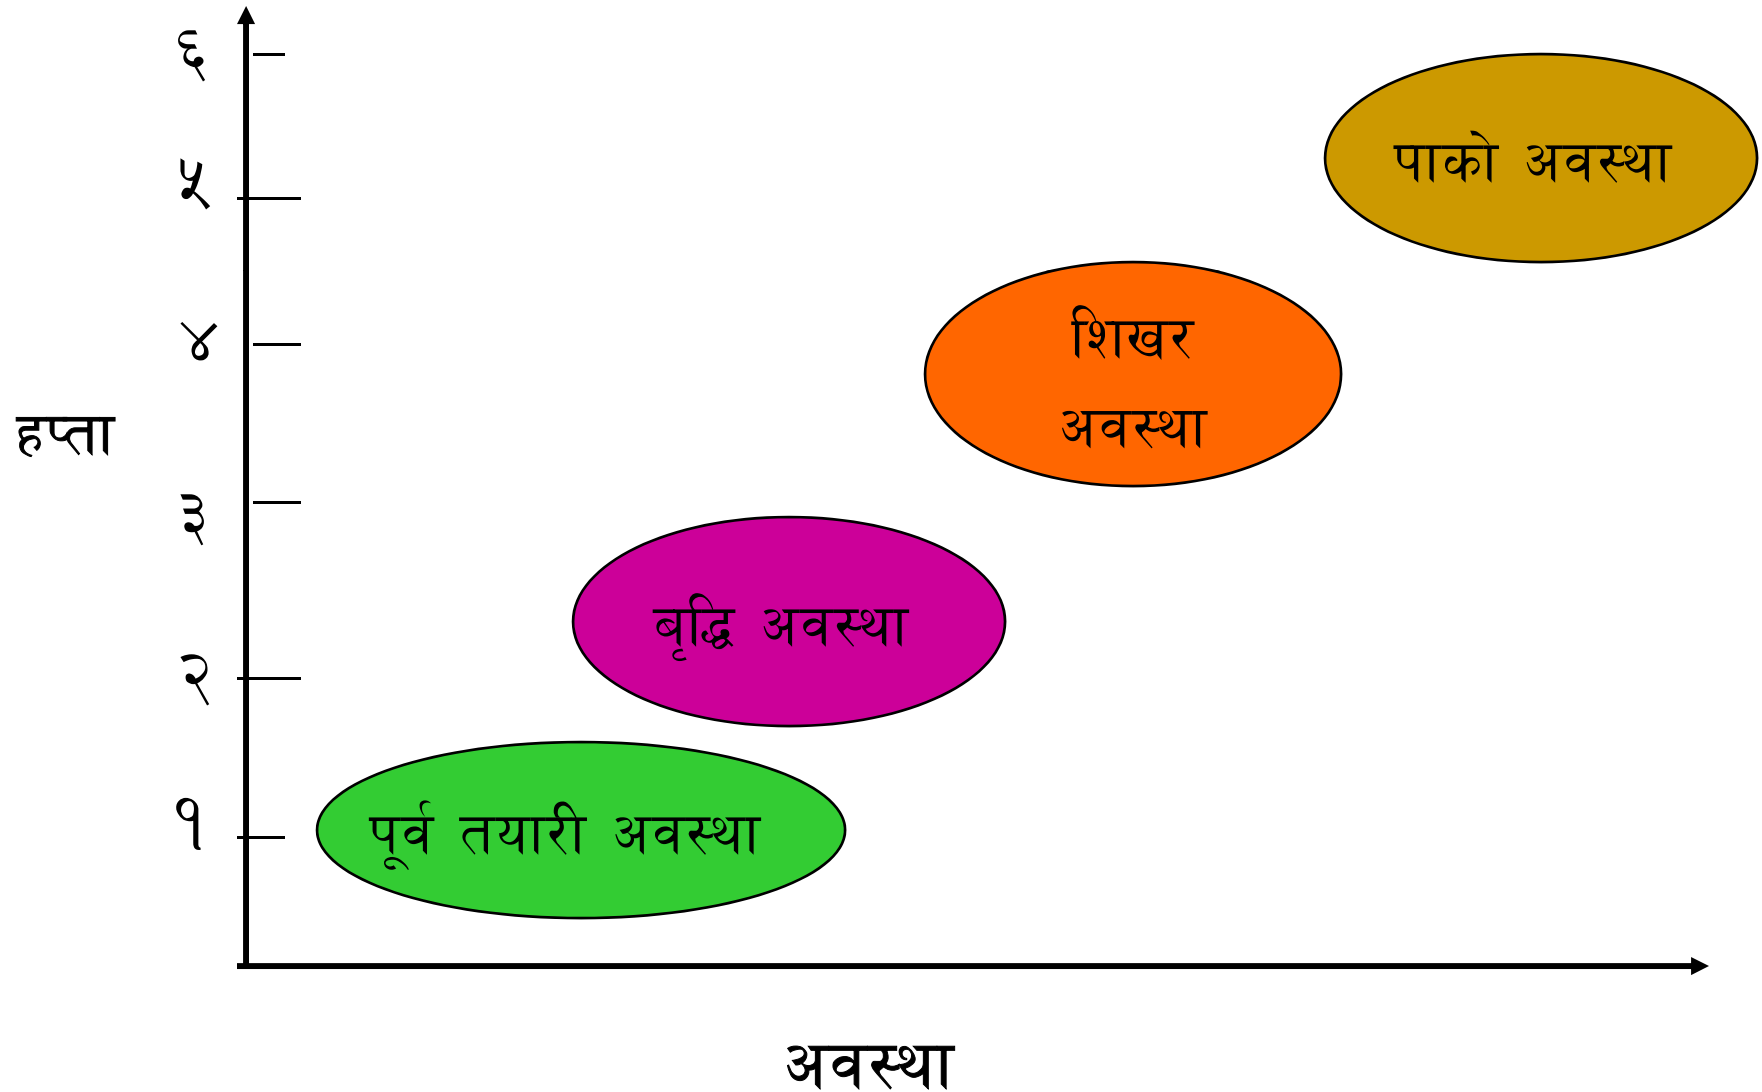 ६
५
४
हप्ता
३
२
१
पाको अवस्था
शिखर
अवस्था
बृद्धि अवस्था
पूर्व तयारी अवस्था
अवस्था